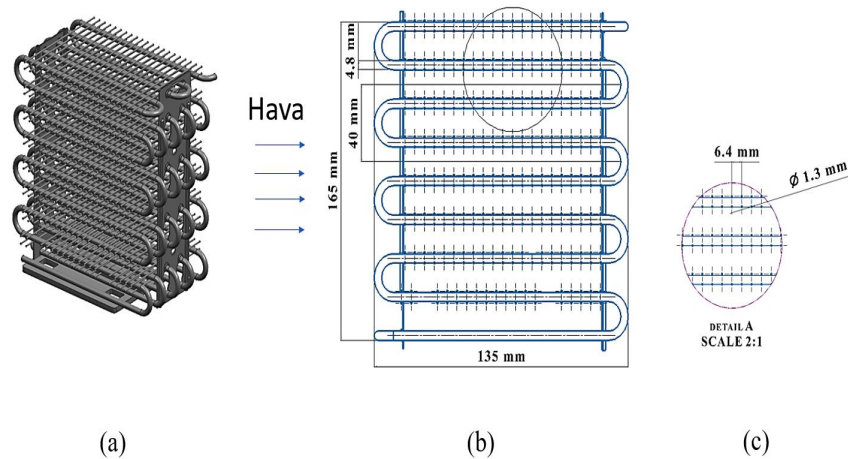 Hava
165 mm
4.8 mm
40 mm
135 mm
6.4 mm
Ø 1.3 mm
DETAIL A
SCALE 2:1
(a)
(b)
(c)